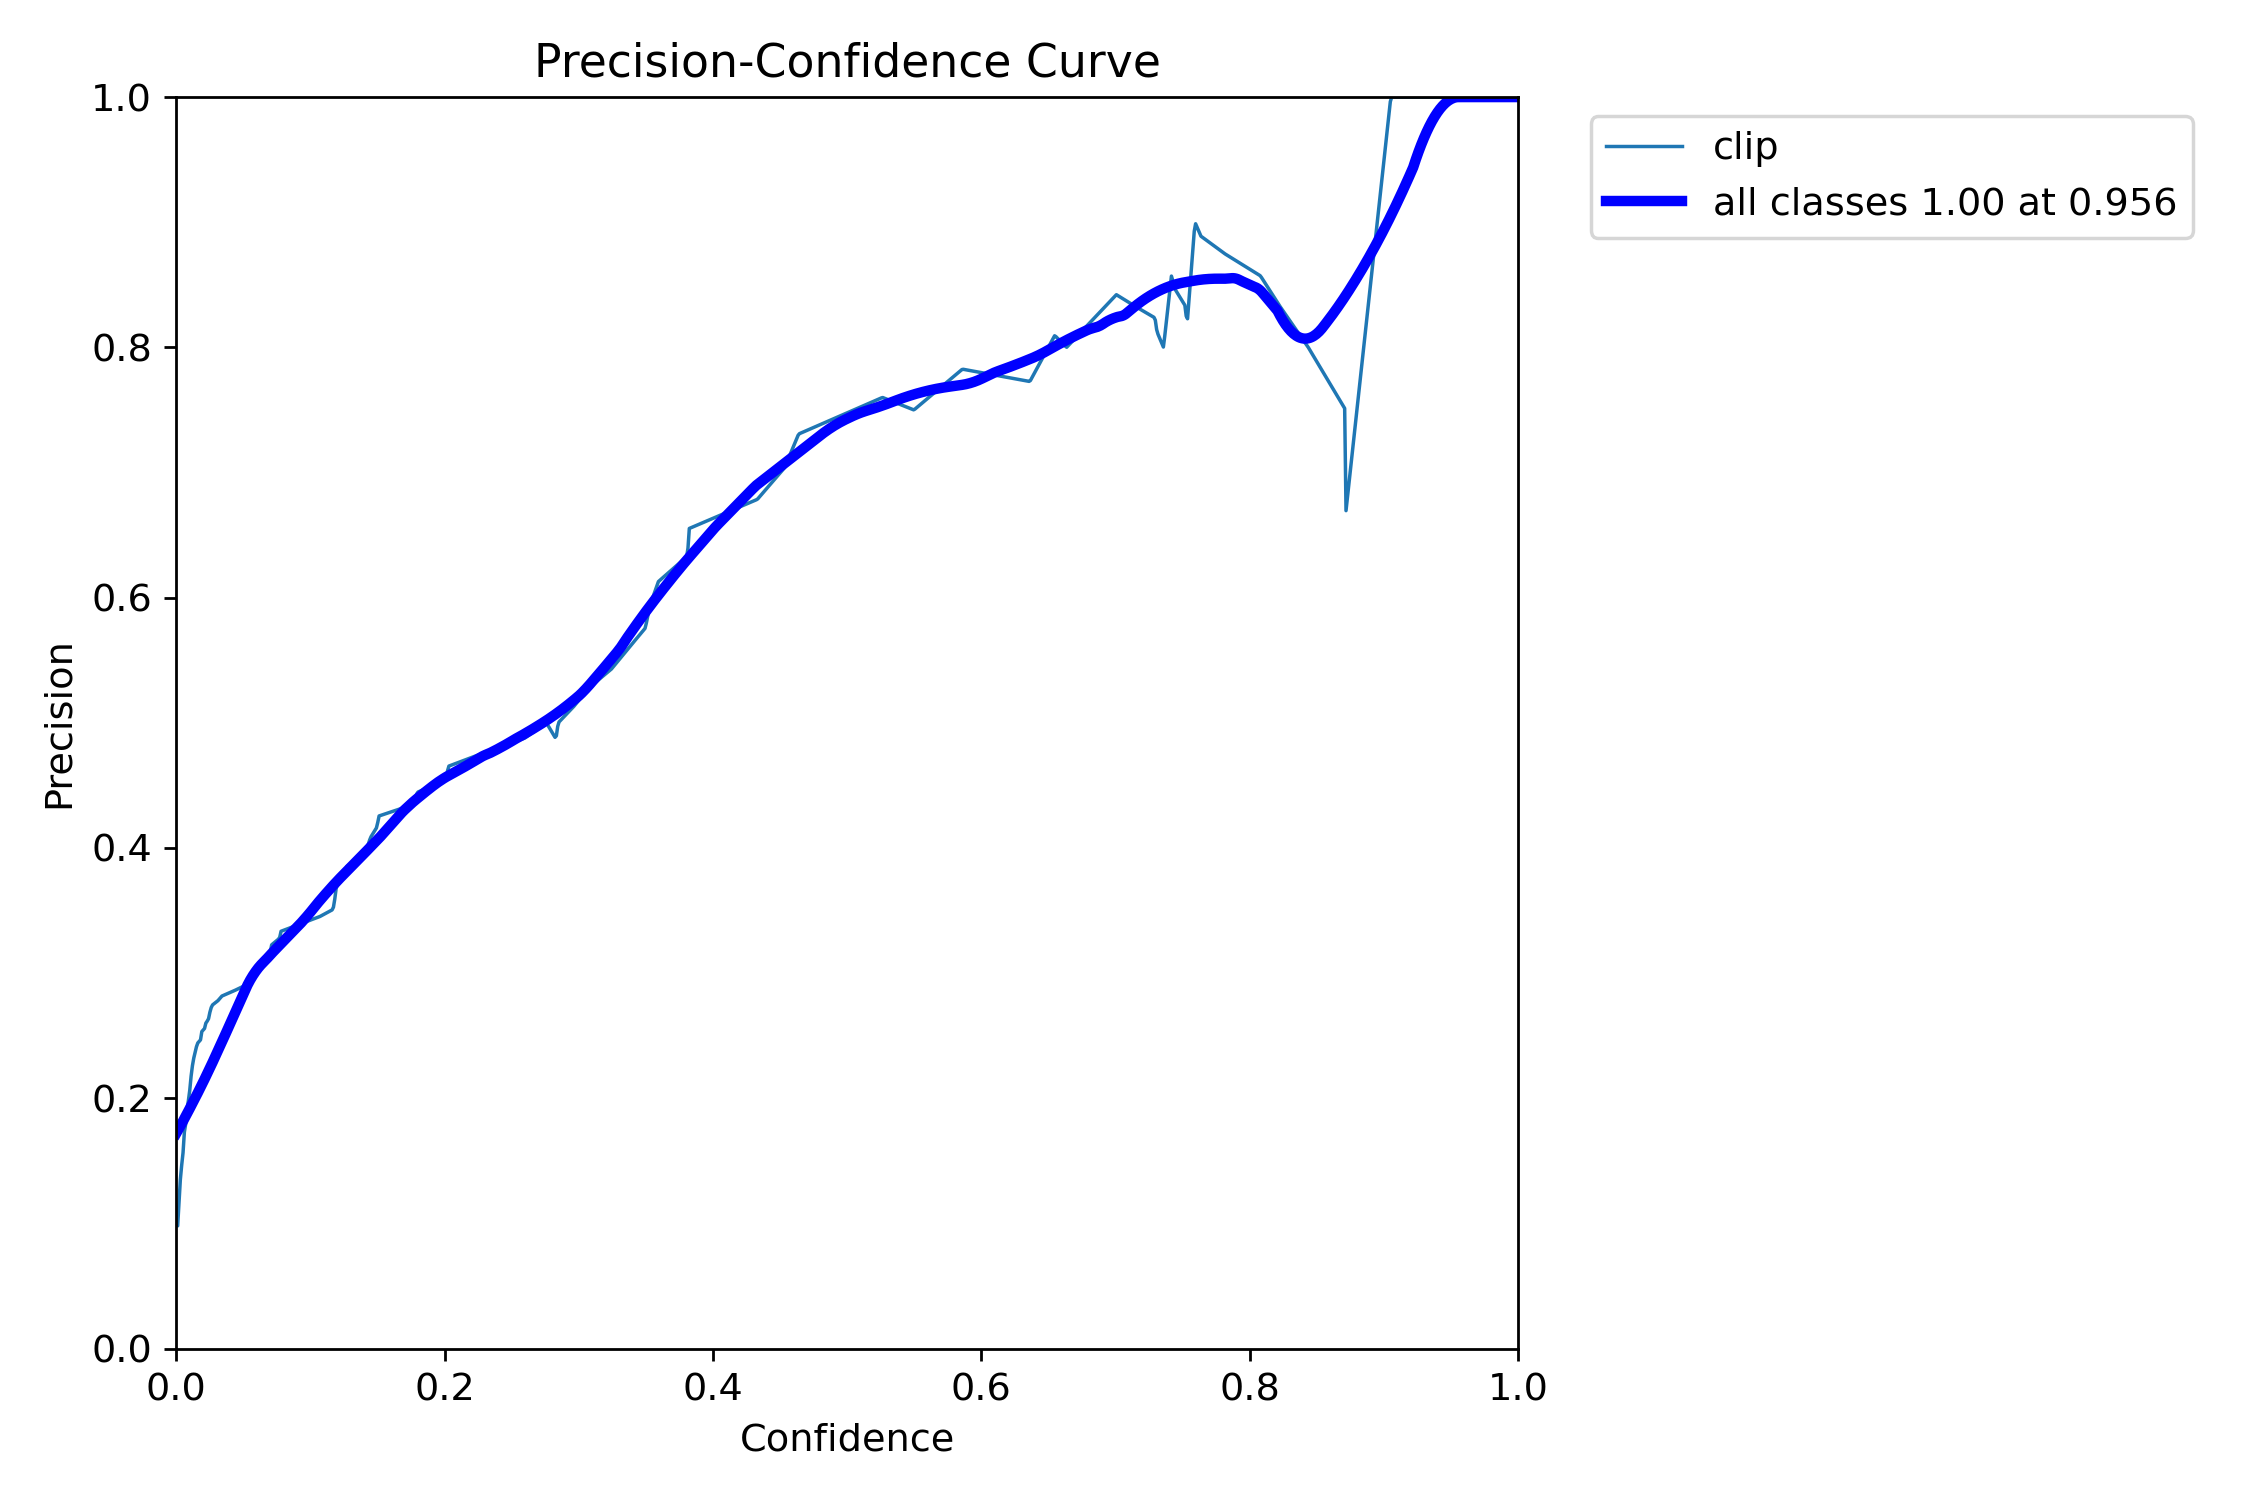 Precision-Confidence Curve
1.0
0.8
0.6
0.4
0.2
0.0
Precision
0.0 0.2 0.4 0.6 0.8 1.0
Confidence
clip
all classes 1.00 at 0.956